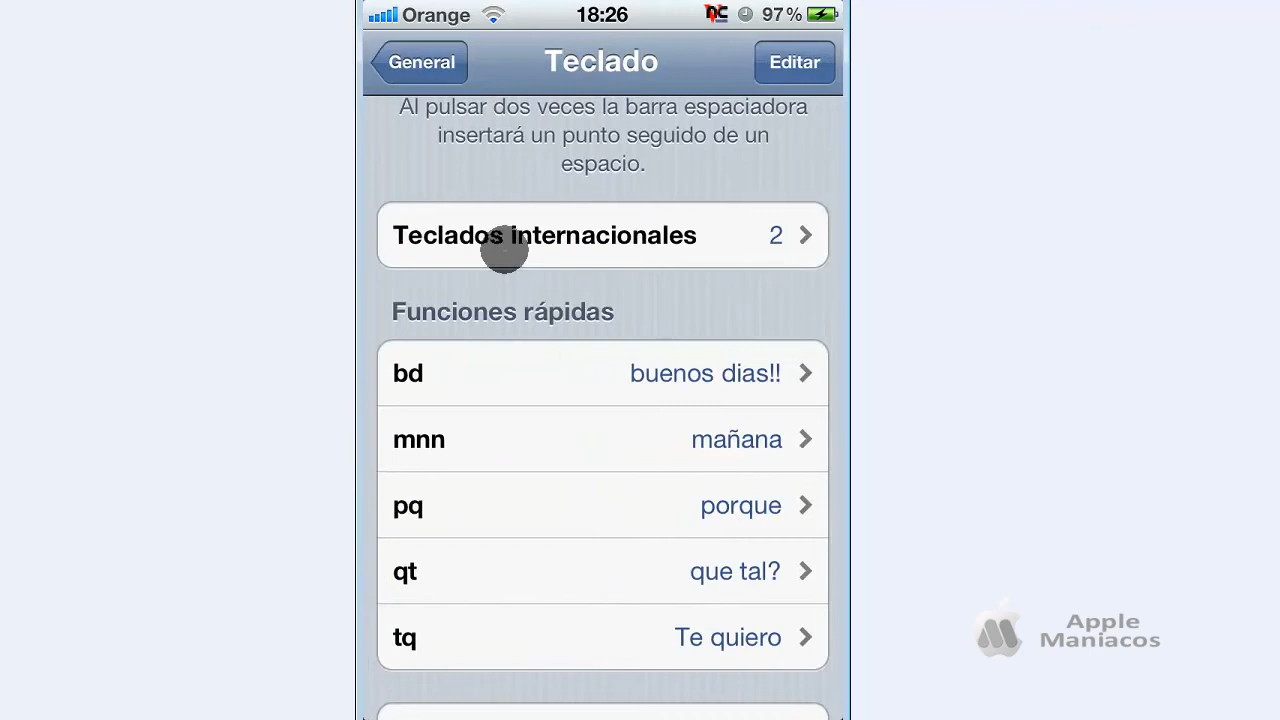 Orange 18:26 97%
General Teclado Editar
Al pulsar dos veces la barra espaciadora
insertará un punto seguido de un
espacio.
Teclados internacionales 2
Funciones rápidas
bd buenos dias!!
mnn mañana
pq porque
qt que tal?
tq Te quiero
Apple
Maniacos